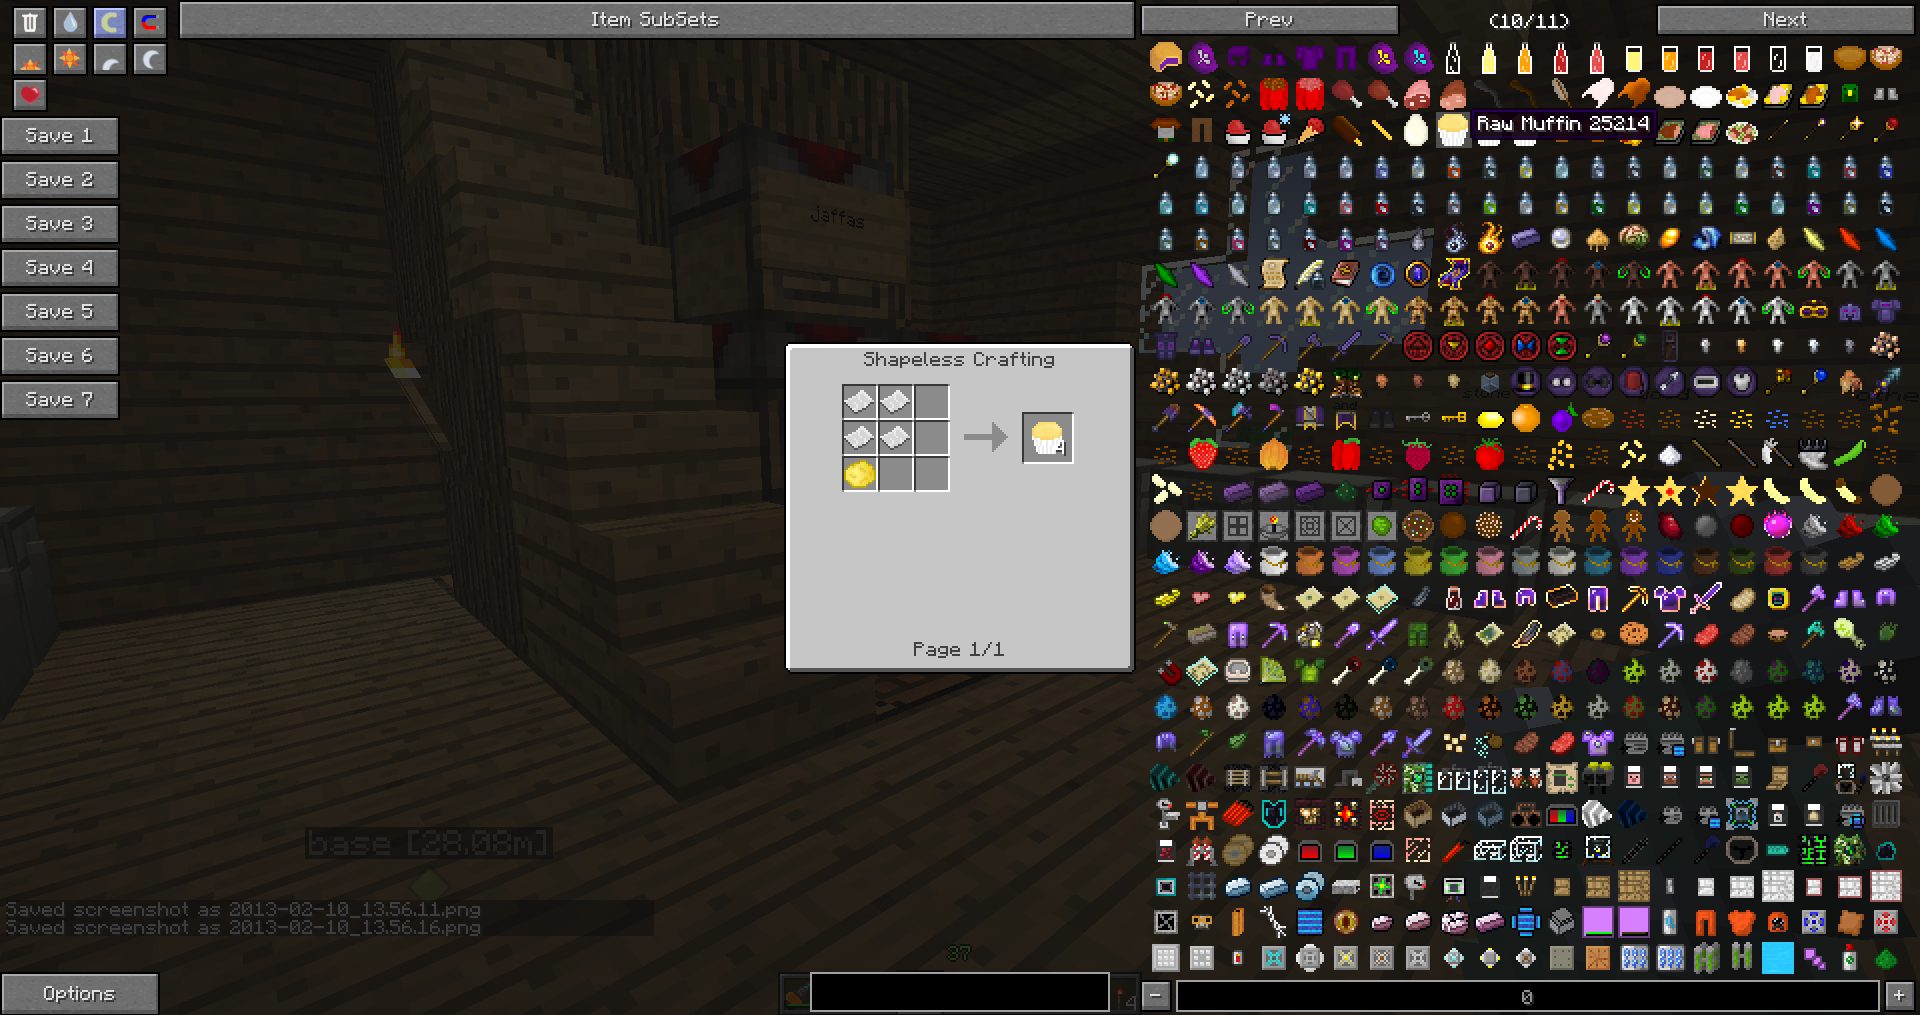 Item SubSets
Prev
(10/11)
Next
Save 1
Save 2
Save 3
Save 4
Save 5
Save 6
Save 7
Raw Muffin 25214
Jaffas
Shapeless Crafting
4
Page 1/1
base [28.08m]
Saved screenshot as 2013-02-10_13.56.11.png
Saved screenshot as 2013-02-10_13.56.16.png
37
Options
4
-
0
+